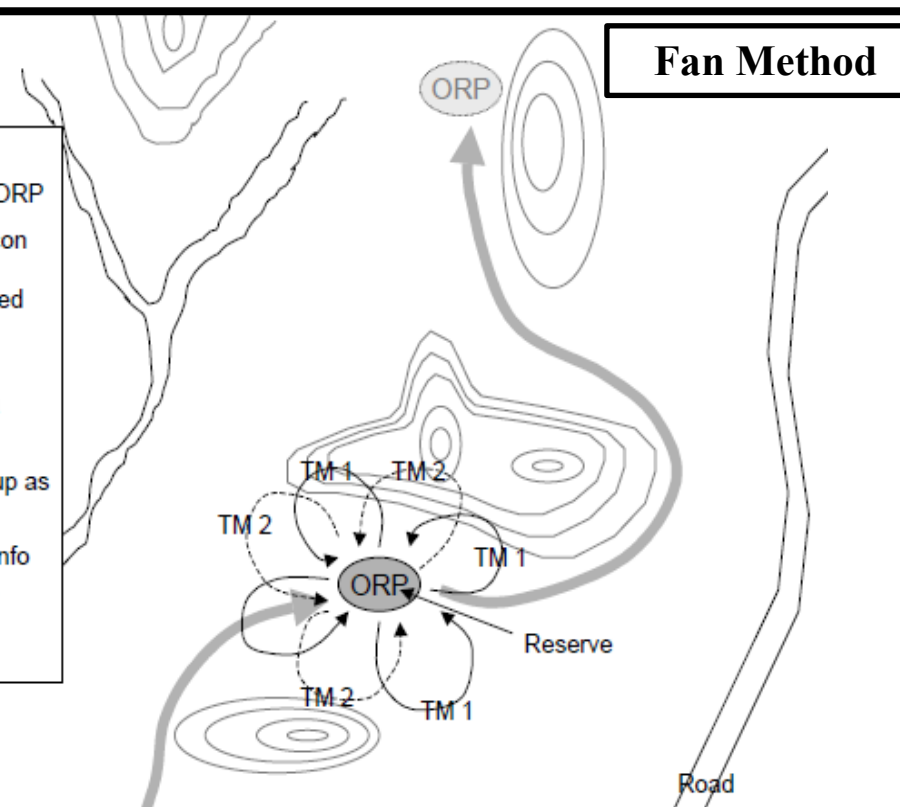 Fan Method
ORP
ORP
on
ed
up as
nfo
TM 1
TM 2
TM 2
TM 1
ORP
Reserve
TM 2
TM 1
Road